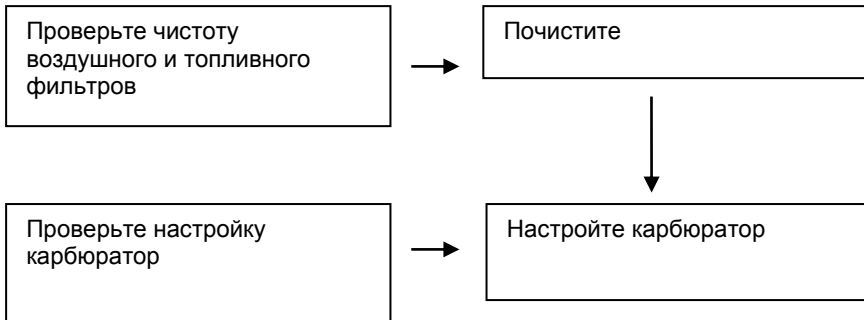 Проверьте чистоту
воздушного и топливного
фильтров
Почистите
Проверьте настройку
карбюратор
Настройте карбюратор